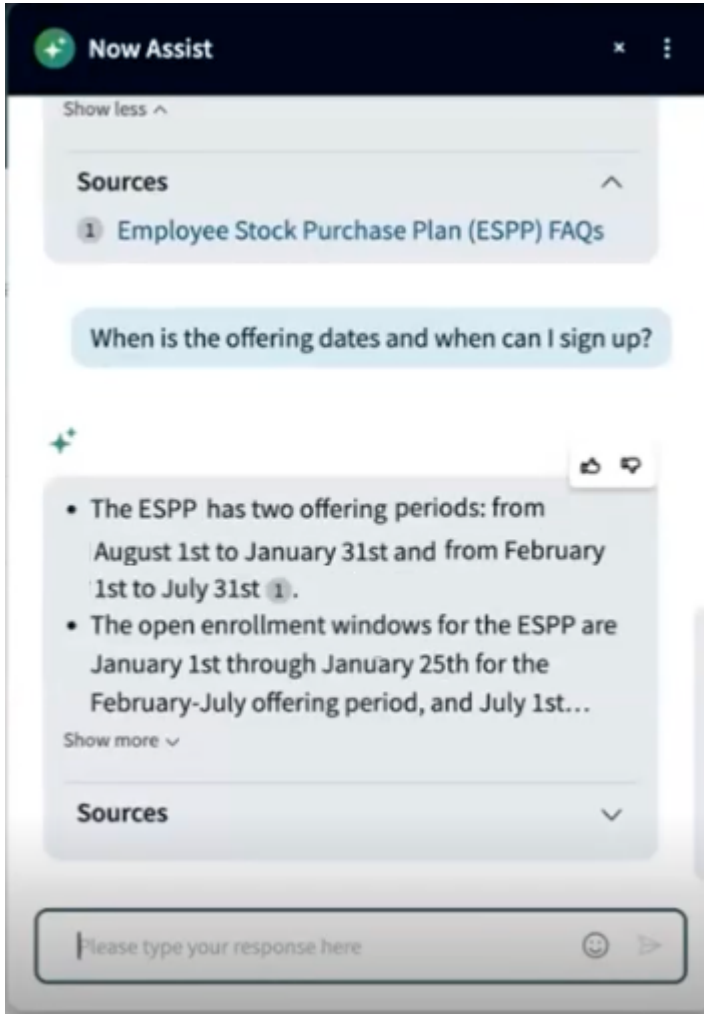 Now Assist
Show less
Sources
1 Employee Stock Purchase Plan (ESPP) FAQs
When is the offering dates and when can I sign up?
• The ESPP has two offering periods: from
August 1st to January 31st and from February
1st to July 31st 1.
• The open enrollment windows for the ESPP are
January 1st through January 25th for the
February-July offering period, and July 1st...
Show more
Sources
Please type your response here